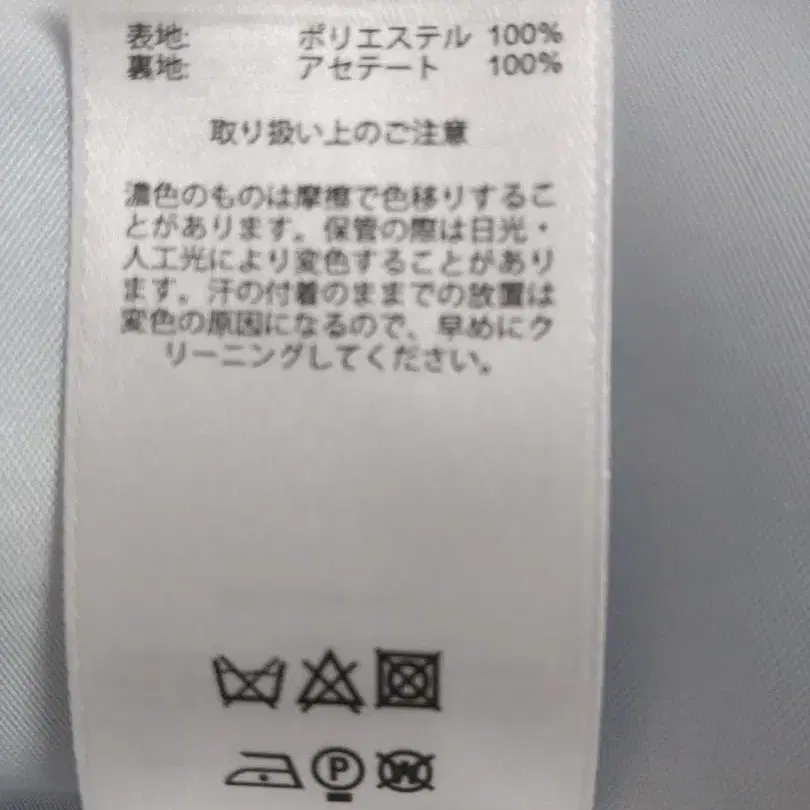 表地: ポリエステル 100%
裏地: アセテート 100%
取り扱い上のご注意
濃色のものは摩擦で色移りするこ
とがあります。保管の際は日光・
人工光により変色することがあり
ます。汗の付着のままでの放置は
変色の原因になるので、早めにク
リーニングしてください。
P W